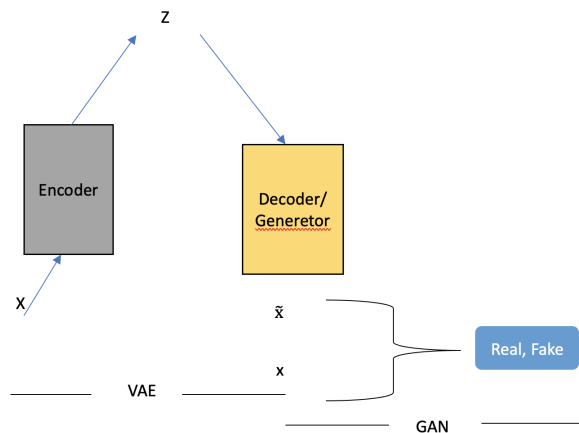 Z
Encoder
Decoder/
Generetor
X
x̃
x
Real, Fake
VAE
GAN